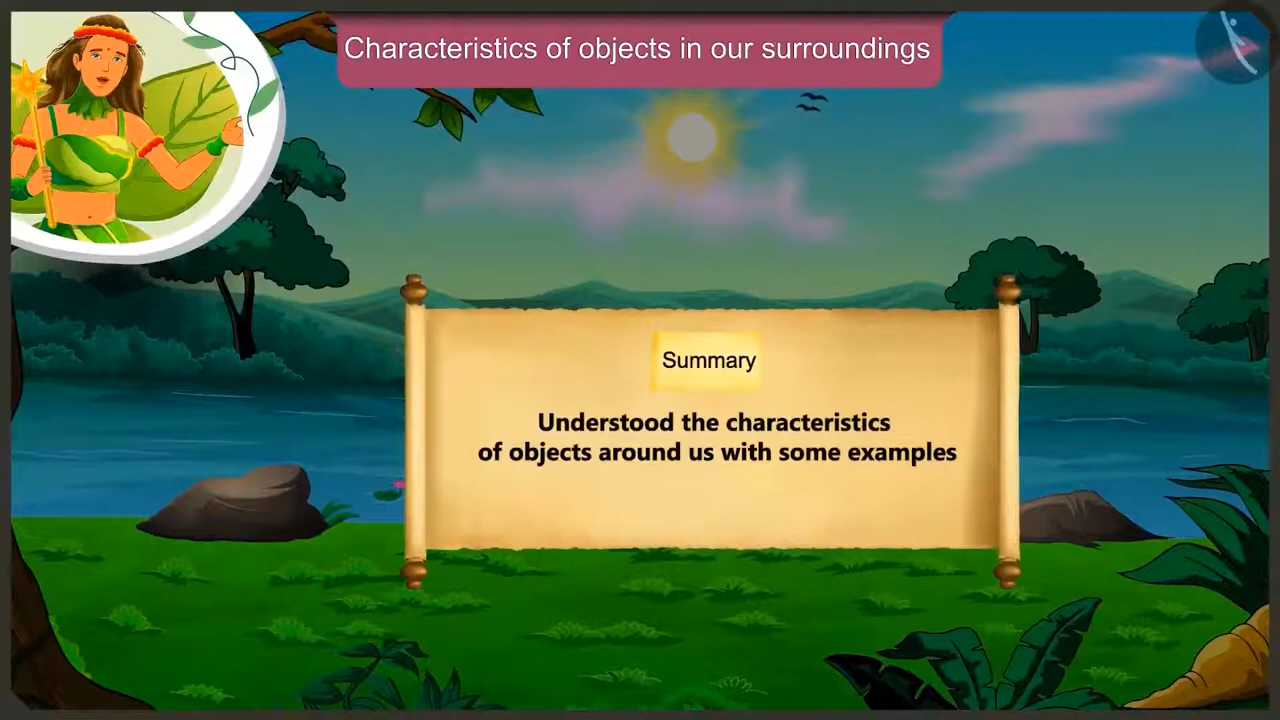 Characteristics of objects in our surroundings
Summary
Understood the characteristics
of objects around us with some examples